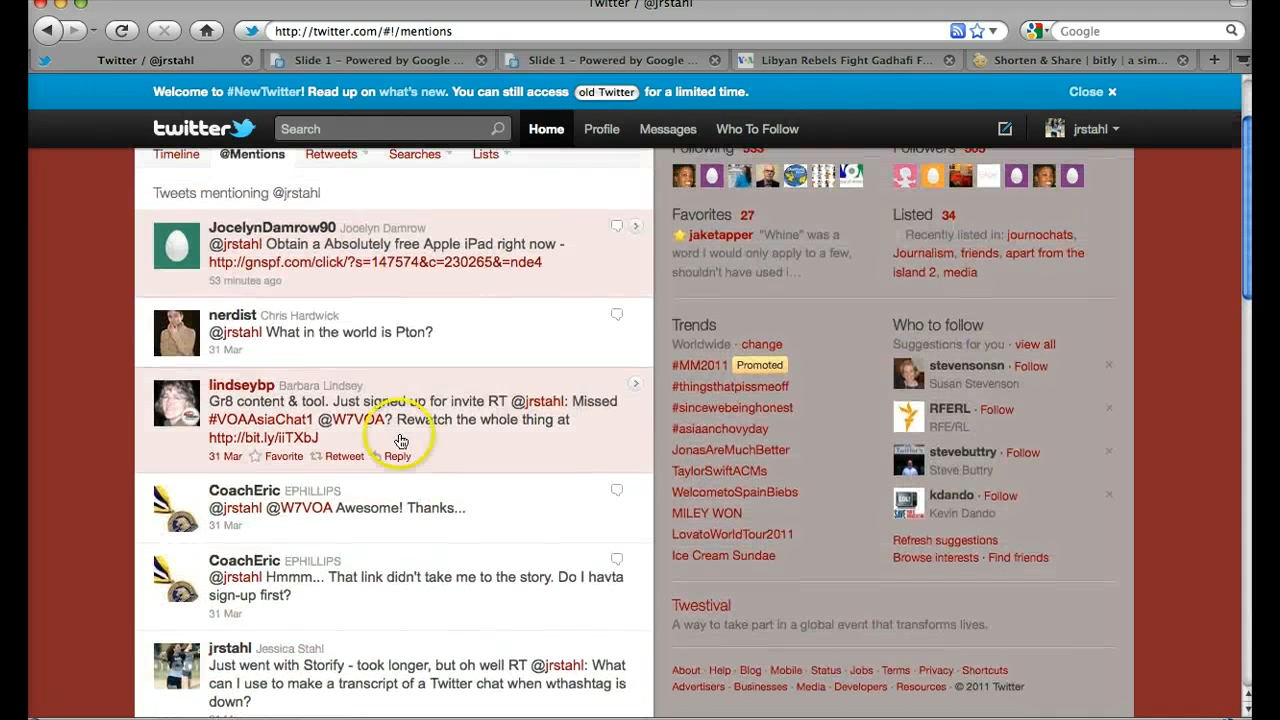 Twitter / @jrstahl
http://twitter.com/#!/mentions
Google
Twitter / @jrstahl
Slide 1 - Powered by Google ...
Slide 1 - Powered by Google ...
Libyan Rebels Fight Gadhafi F...
Shorten & Share | bitly | a sim...
Welcome to #NewTwitter! Read up on what's new. You can still access old Twitter for a limited time.
Close ×
twitter
Search
Home
Profile
Messages
Who To Follow
jrstahl
Timeline @Mentions Retweets Searches Lists
Tweets mentioning @jrstahl
JocelynDamrow90 Jocelyn Damrow
@jrstahl Obtain a Absolutely free Apple iPad right now -
http://gnspf.com/click/?s=147574&c=230265&=nde4
53 minutes ago
nerdist Chris Hardwick
@jrstahl What in the world is Pton?
31 Mar
lindseybp Barbara Lindsey
Gr8 content & tool. Just signed up for invite RT @jrstahl: Missed
#VOAAsiaChat1 @W7VOA? Rewatch the whole thing at
http://bit.ly/iiTXbJ
31 Mar Favorite Retweet Reply
CoachEric EPHILLIPS
@jrstahl @W7VOA Awesome! Thanks...
31 Mar
CoachEric EPHILLIPS
@jrstahl Hmmm... That link didn't take me to the story. Do I havta
sign-up first?
31 Mar
jrstahl Jessica Stahl
Just went with Storify - took longer, but oh well RT @jrstahl: What
can I use to make a transcript of a Twitter chat when wthashtag is
down?
Following 533
Followers 505
Favorites 27
jaketapper "Whine" was a
word I would only apply to a few,
shouldn't have used i...
Listed 34
Recently listed in: journochats,
Journalism, friends, apart from the
island 2, media
Trends
Worldwide · change
#MM2011 Promoted
#thingsthatpissmeoff
#sincewebeinghonest
#asiaanchovyday
JonasAreMuchBetter
TaylorSwiftACMs
WelcometoSpainBiebs
MILEY WON
LovatoWorldTour2011
Ice Cream Sundae
Who to follow
Suggestions for you · view all
stevensonsn · Follow
Susan Stevenson
RFERL · Follow
RFE/RL
stevebuttry · Follow
Steve Buttry
kdando · Follow
Kevin Dando
Refresh suggestions
Browse interests · Find friends
Twestival
A way to take part in a global event that transforms lives.
About · Help · Blog · Mobile · Status · Jobs · Terms · Privacy · Shortcuts
Advertisers · Businesses · Media · Developers · Resources · © 2011 Twitter